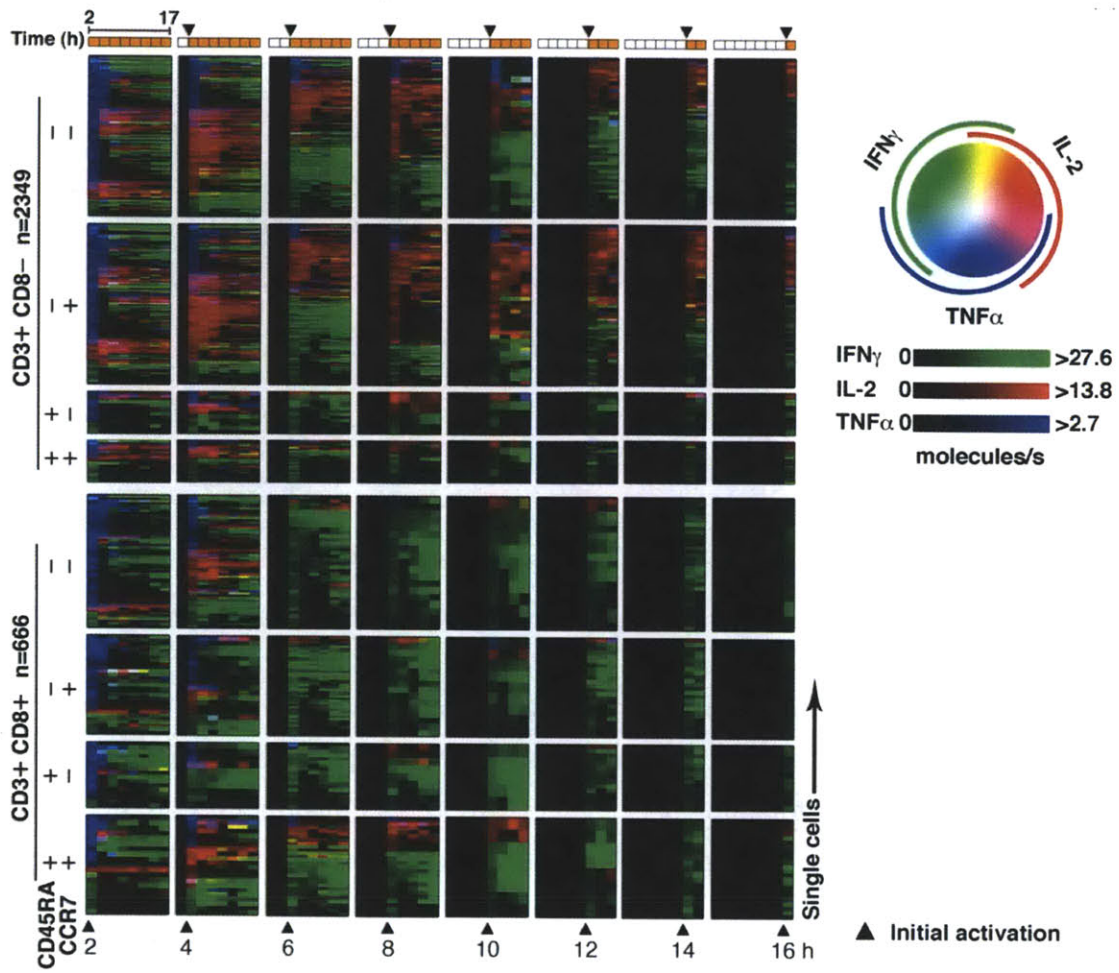 2 17
Time (h)
CD3+ CD8− n=2349
− −
− +
+ −
+ +
CD3+ CD8+ n=666
− −
− +
+ −
+ +
CD45RA
CCR7
2 4 6 8 10 12 14 16 h
Single cells
IFNγ
IL-2
TNFα
IFNγ 0 >27.6
IL-2 0 >13.8
TNFα 0 >2.7
molecules/s
▲ Initial activation